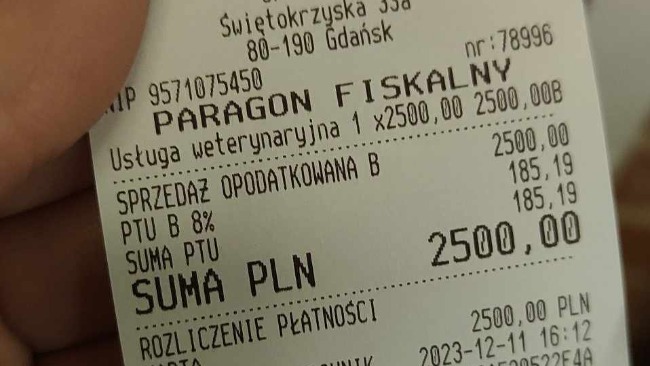 Świętokrzyska 33a
80-190 Gdańsk
NIP 9571075450 nr:78996
PARAGON FISKALNY
Usługa weterynaryjna 1 x2500,00 2500,00B
SPRZEDAŻ OPODATKOWANA B 2500,00
PTU B 8% 185,19
SUMA PTU 185,19
SUMA PLN 2500,00
ROZLICZENIE PŁATNOŚCI
2500,00 PLN
2023-12-11 16:12